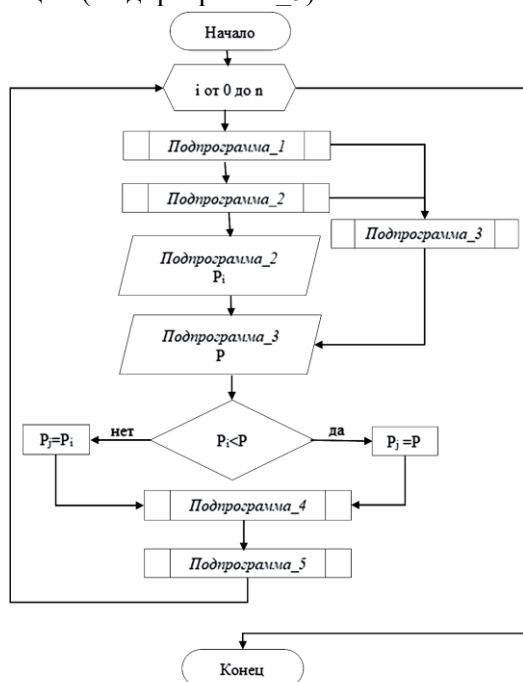 Начало
i от 0 до n
Подпрограмма_1
Подпрограмма_2
Подпрограмма_3
Подпрограмма_2
Pi
Подпрограмма_3
P
нет
Pi<P
да
Pj=Pi
Pj =P
Подпрограмма_4
Подпрограмма_5
Конец